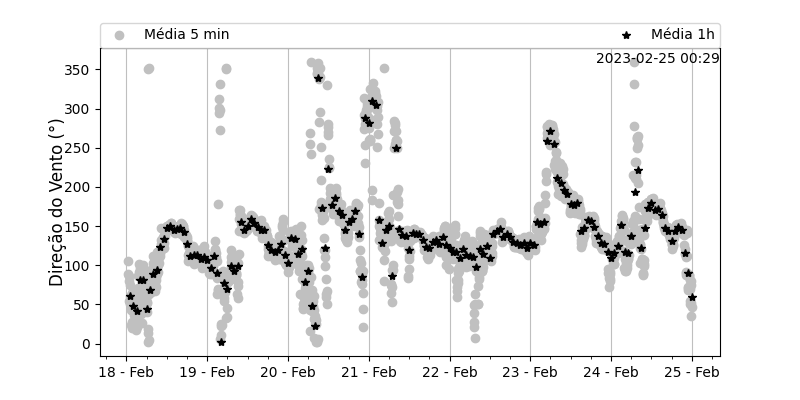 Média 5 min
Média 1h
2023-02-25 00:29
Direção do Vento (°)
350
300
250
200
150
100
50
0
18 - Feb
19 - Feb
20 - Feb
21 - Feb
22 - Feb
23 - Feb
24 - Feb
25 - Feb